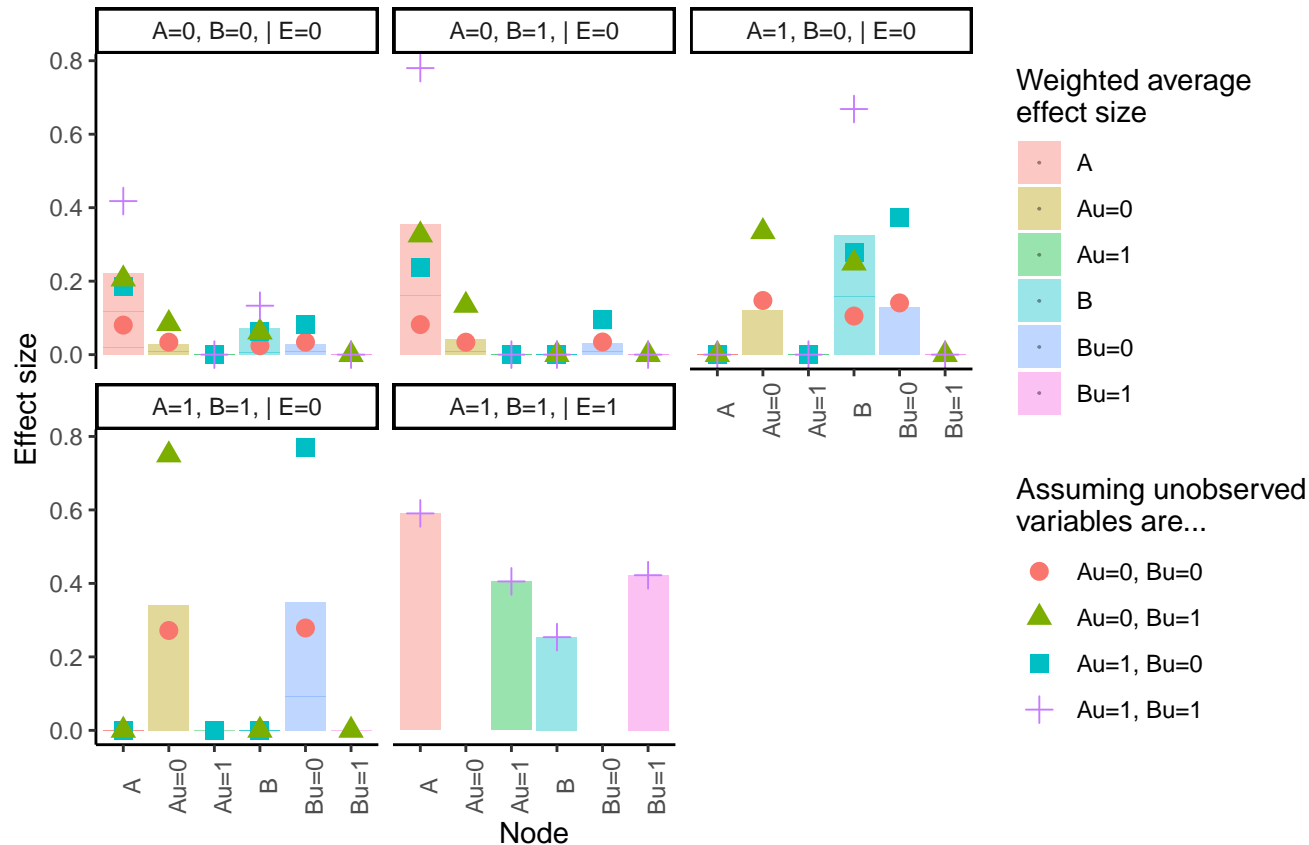 A=0, B=0, | E=0
A=0, B=1, | E=0
A=1, B=0, | E=0
0.8
0.6
0.4
0.2
0.0
A
Au=0
Au=1
B
Bu=0
Bu=1
A=1, B=1, | E=0
A=1, B=1, | E=1
0.8
0.6
0.4
0.2
0.0
A
Au=0
Au=1
B
Bu=0
Bu=1
A
Au=0
Au=1
B
Bu=0
Bu=1
Effect size
Node
Weighted average
effect size
A
Au=0
Au=1
B
Bu=0
Bu=1
Assuming unobserved
variables are...
Au=0, Bu=0
Au=0, Bu=1
Au=1, Bu=0
Au=1, Bu=1